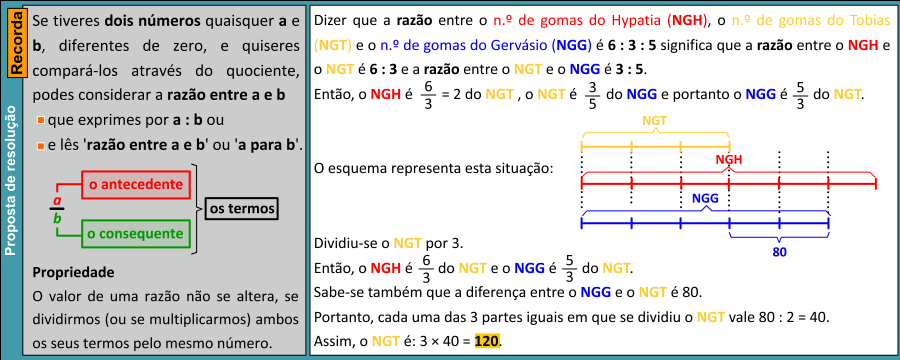 Recorda
Proposta de resolução
Se tiveres dois números quaisquer a e
b, diferentes de zero, e quiseres
compará-los através do quociente,
podes considerar a razão entre a e b
que exprimes por a : b ou
e lês 'razão entre a e b' ou 'a para b'.
a
b
o antecedente
o consequente
os termos
Propriedade
O valor de uma razão não se altera, se
dividirmos (ou se multiplicarmos) ambos
os seus termos pelo mesmo número.
Dizer que a razão entre o n.º de gomas do Hypatia (NGH), o n.º de gomas do Tobias
(NGT) e o n.º de gomas do Gervásio (NGG) é 6 : 3 : 5 significa que a razão entre o NGH e
o NGT é 6 : 3 e a razão entre o NGT e o NGG é 3 : 5.
Então, o NGH é 6/3 = 2 do NGT , o NGT é 3/5 do NGG e portanto o NGG é 5/3 do NGT.
NGT
O esquema representa esta situação:
NGH
NGG
80
Dividiu-se o NGT por 3.
Então, o NGH é 6/3 do NGT e o NGG é 5/3 do NGT.
Sabe-se também que a diferença entre o NGG e o NGT é 80.
Portanto, cada uma das 3 partes iguais em que se dividiu o NGT vale 80 : 2 = 40.
Assim, o NGT é: 3 × 40 = 120.